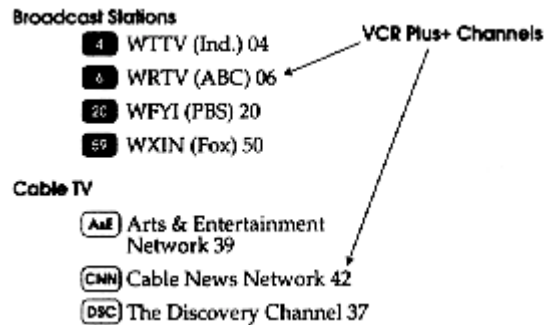 Broadcast Stations
VCR Plus+ Channels
4 WTTV (Ind.) 04
6 WRTV (ABC) 06
20 WFYI (PBS) 20
59 WXIN (Fox) 50
Cable TV
A&E Arts & Entertainment
Network 39
CNN Cable News Network 42
DSC The Discovery Channel 37